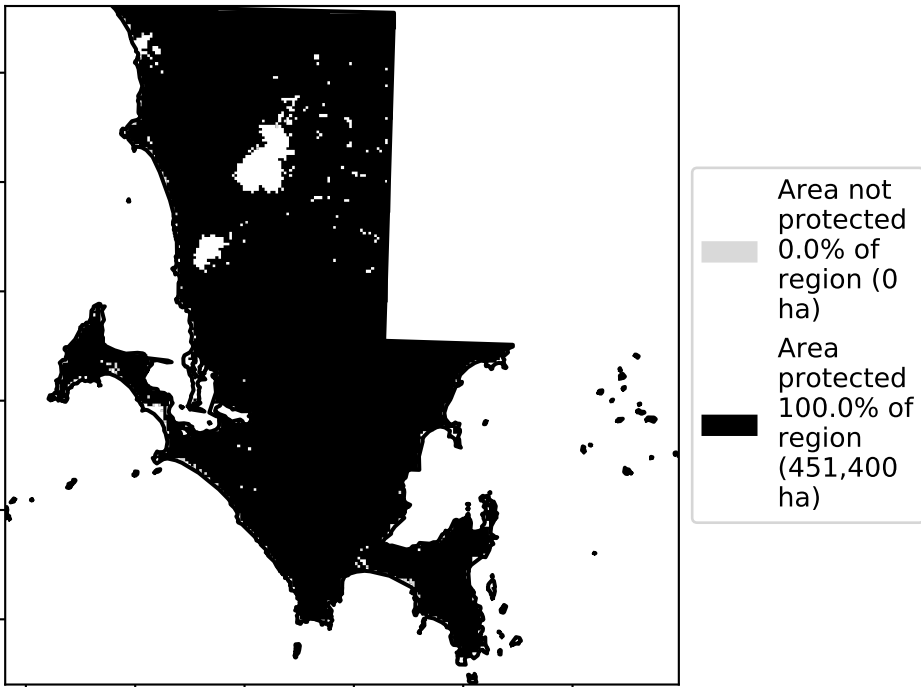 Area not
protected
0.0% of
region (0
ha)
Area
protected
100.0% of
region
(451,400
ha)